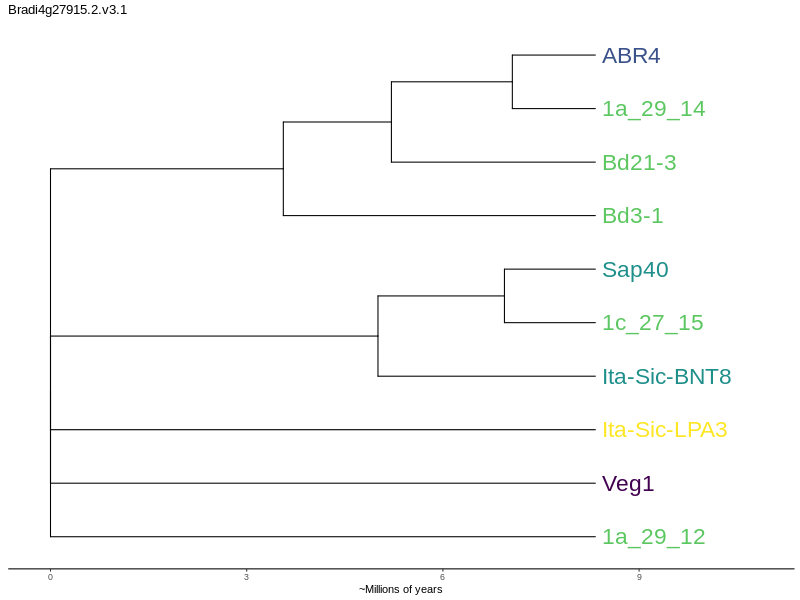 Bradi4g27915.2.v3.1
ABR4
1a_29_14
Bd21-3
Bd3-1
Sap40
1c_27_15
Ita-Sic-BNT8
Ita-Sic-LPA3
Veg1
1a_29_12
0 3 6 9
~Millions of years